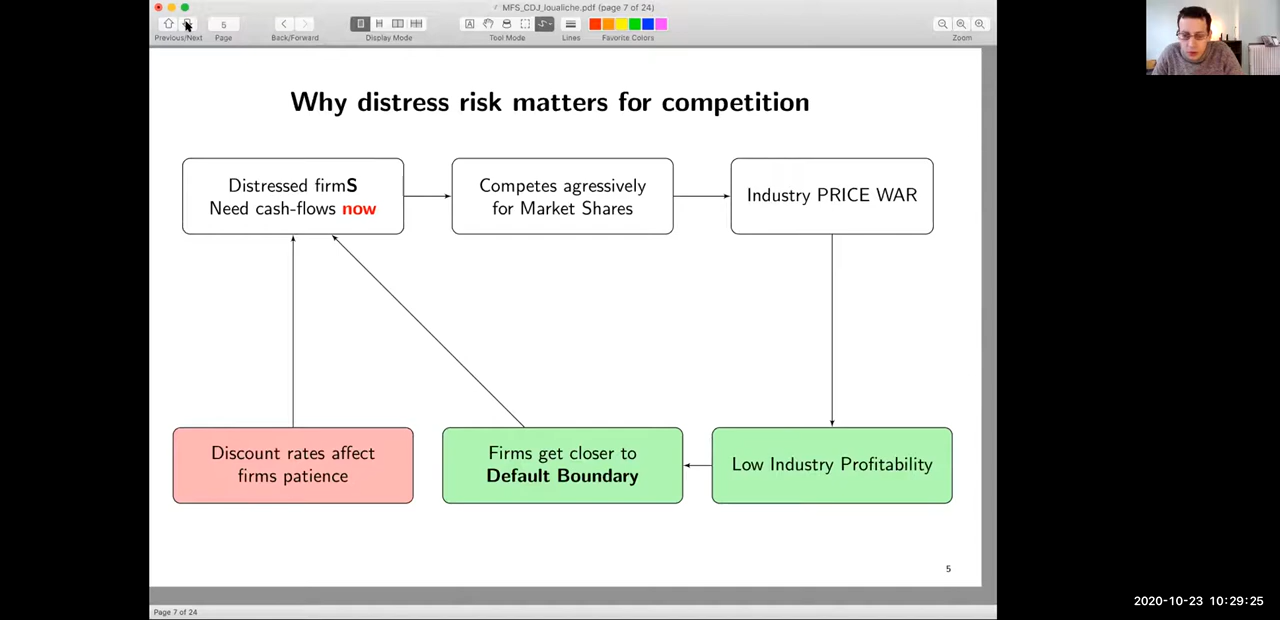 MFS_CDJ_loualiche.pdf (page 7 of 24)
5
Previous/Next
Page
Back/Forward
Display Mode
Tool Mode
Lines
Favorite Colors
Zoom
Why distress risk matters for competition
Distressed firmS
Need cash-flows now
Competes agressively
for Market Shares
Industry PRICE WAR
Discount rates affect
firms patience
Firms get closer to
Default Boundary
Low Industry Profitability
5
Page 7 of 24
2020-10-23 10:29:25